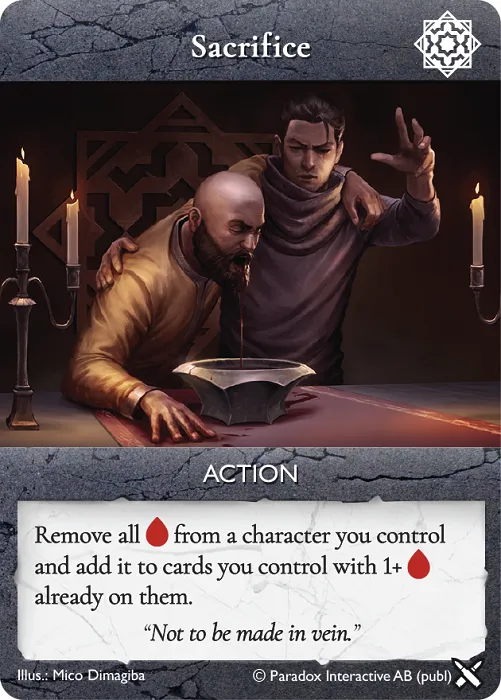 Sacrifice
ACTION
Remove all from a character you control
and add it to cards you control with 1+
already on them.
“Not to be made in vein.”
Illus.: Mico Dimagiba
© Paradox Interactive AB (publ)